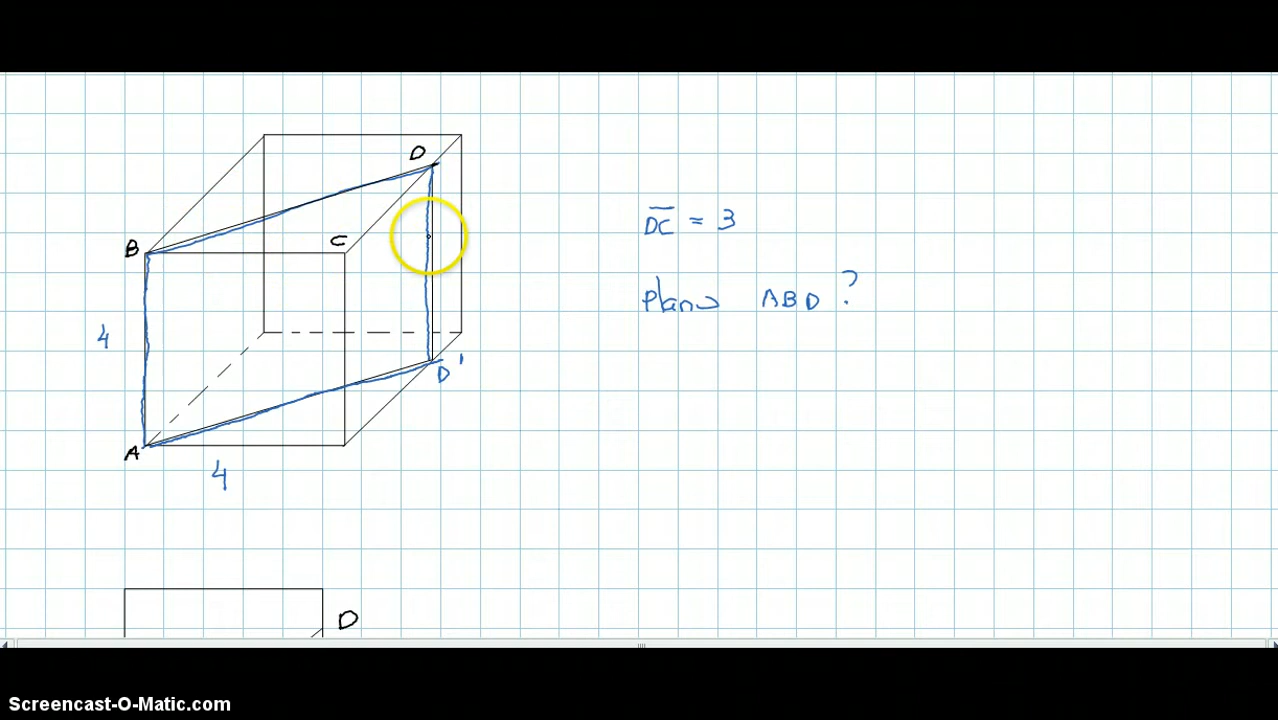 D
B
C
DC = 3
Plano ABD ?
4
D'
A
4
D
Screencast-O-Matic.com